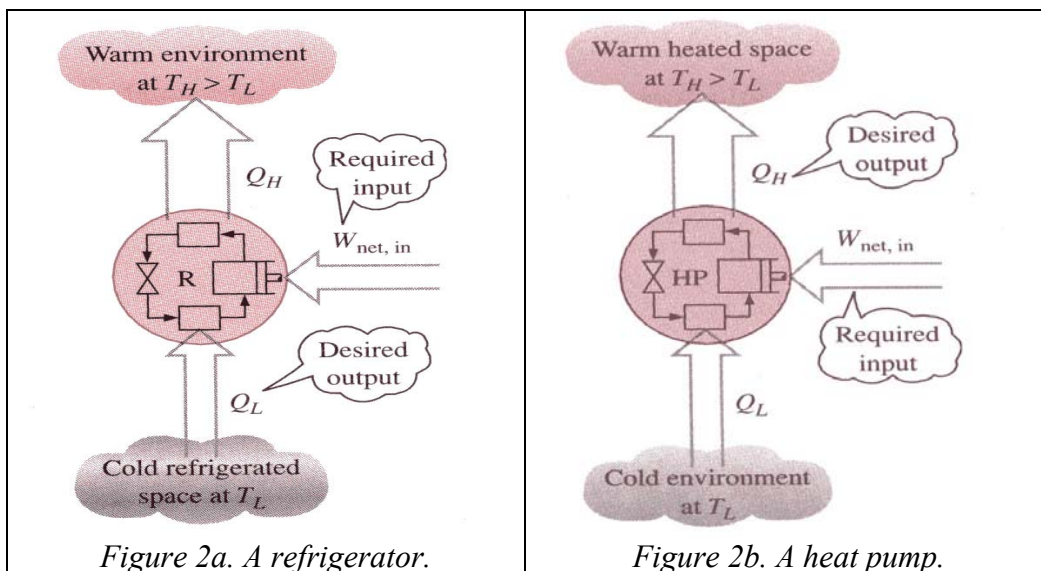 Warm environment
at T_H > T_L
Q_H
Required
input
W_net, in
R
Desired
output
Q_L
Cold refrigerated
space at T_L
Figure 2a. A refrigerator.
Warm heated space
at T_H > T_L
Desired
output
Q_H
W_net, in
HP
Required
input
Q_L
Cold environment
at T_L
Figure 2b. A heat pump.